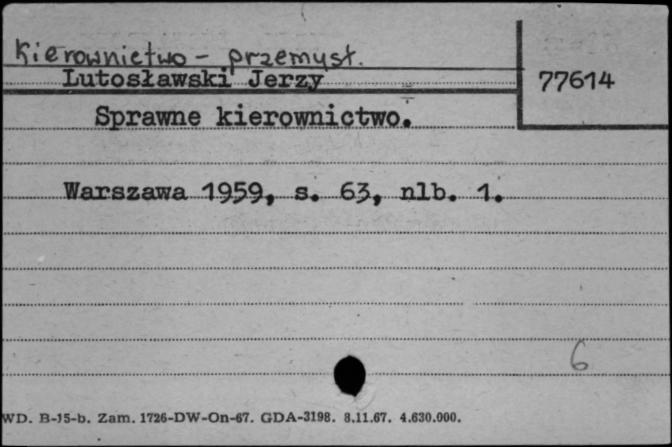 Kierownictwo - przemysł.
Lutosławski Jerzy
77614
Sprawne kierownictwo.
Warszawa 1959, s. 63, nlb. 1.
6
WD. B-15-b. Zam. 1726-DW-On-67. GDA-3198. 8.11.67. 4.630.000.